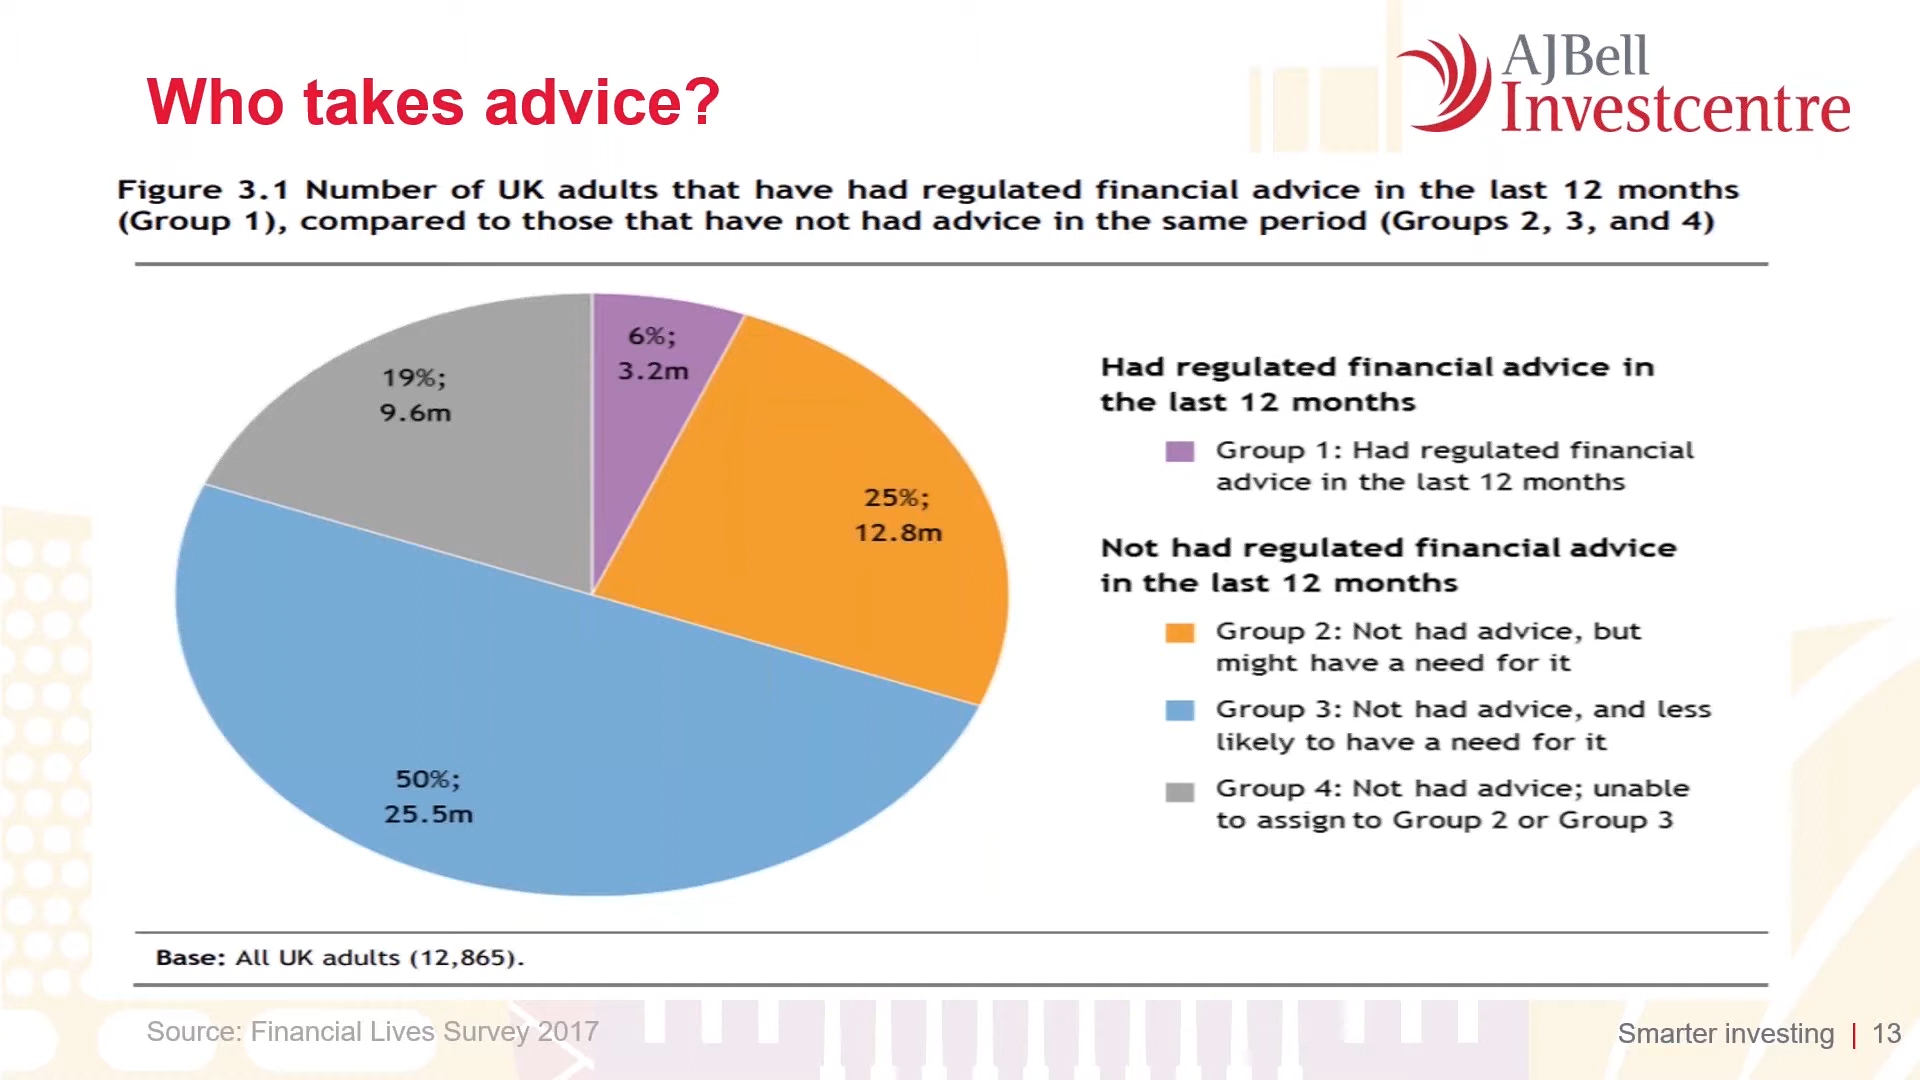 Who takes advice?
AJBell
Investcentre
Figure 3.1 Number of UK adults that have had regulated financial advice in the last 12 months
(Group 1), compared to those that have not had advice in the same period (Groups 2, 3, and 4)
6%;
3.2m
19%;
9.6m
25%;
12.8m
50%;
25.5m
Had regulated financial advice in
the last 12 months
Group 1: Had regulated financial
advice in the last 12 months
Not had regulated financial advice
in the last 12 months
Group 2: Not had advice, but
might have a need for it
Group 3: Not had advice, and less
likely to have a need for it
Group 4: Not had advice; unable
to assign to Group 2 or Group 3
Base: All UK adults (12,865).
Source: Financial Lives Survey 2017
Smarter investing | 13